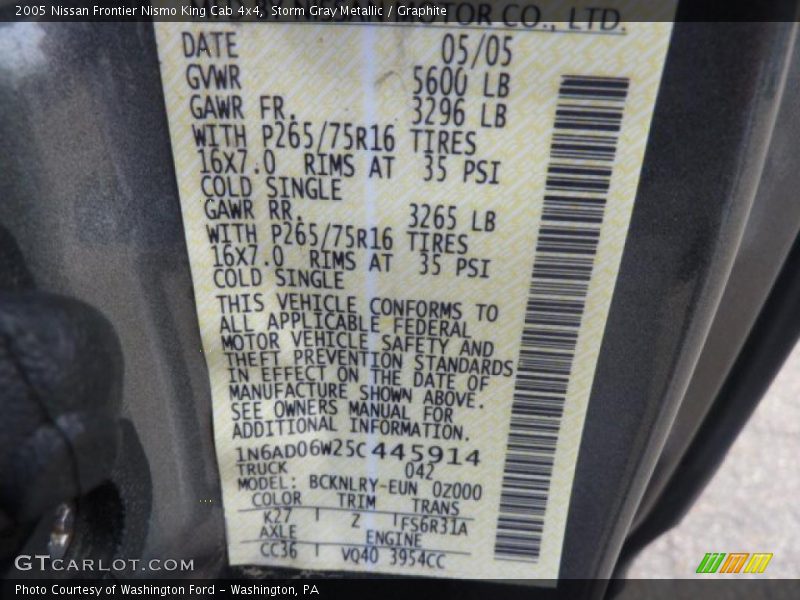 2005 Nissan Frontier Nismo King Cab 4x4, Storm Gray Metallic / Graphite
MOTOR CO., LTD.
DATE 05/05
GVWR 5600 LB
GAWR FR. 3296 LB
WITH P265/75R16 TIRES
16X7.0 RIMS AT 35 PSI
COLD SINGLE
GAWR RR. 3265 LB
WITH P265/75R16 TIRES
16X7.0 RIMS AT 35 PSI
COLD SINGLE
THIS VEHICLE CONFORMS TO
ALL APPLICABLE FEDERAL
MOTOR VEHICLE SAFETY AND
THEFT PREVENTION STANDARDS
IN EFFECT ON THE DATE OF
MANUFACTURE SHOWN ABOVE.
SEE OWNERS MANUAL FOR
ADDITIONAL INFORMATION.
1N6AD06W25C445914
TRUCK 042
MODEL: BCKNLRY-EUN 0Z000
COLOR TRIM TRANS
K27 Z FS6R31A
AXLE ENGINE
CC36 VQ40 3954CC
GTCARLOT.COM
Photo Courtesy of Washington Ford - Washington, PA